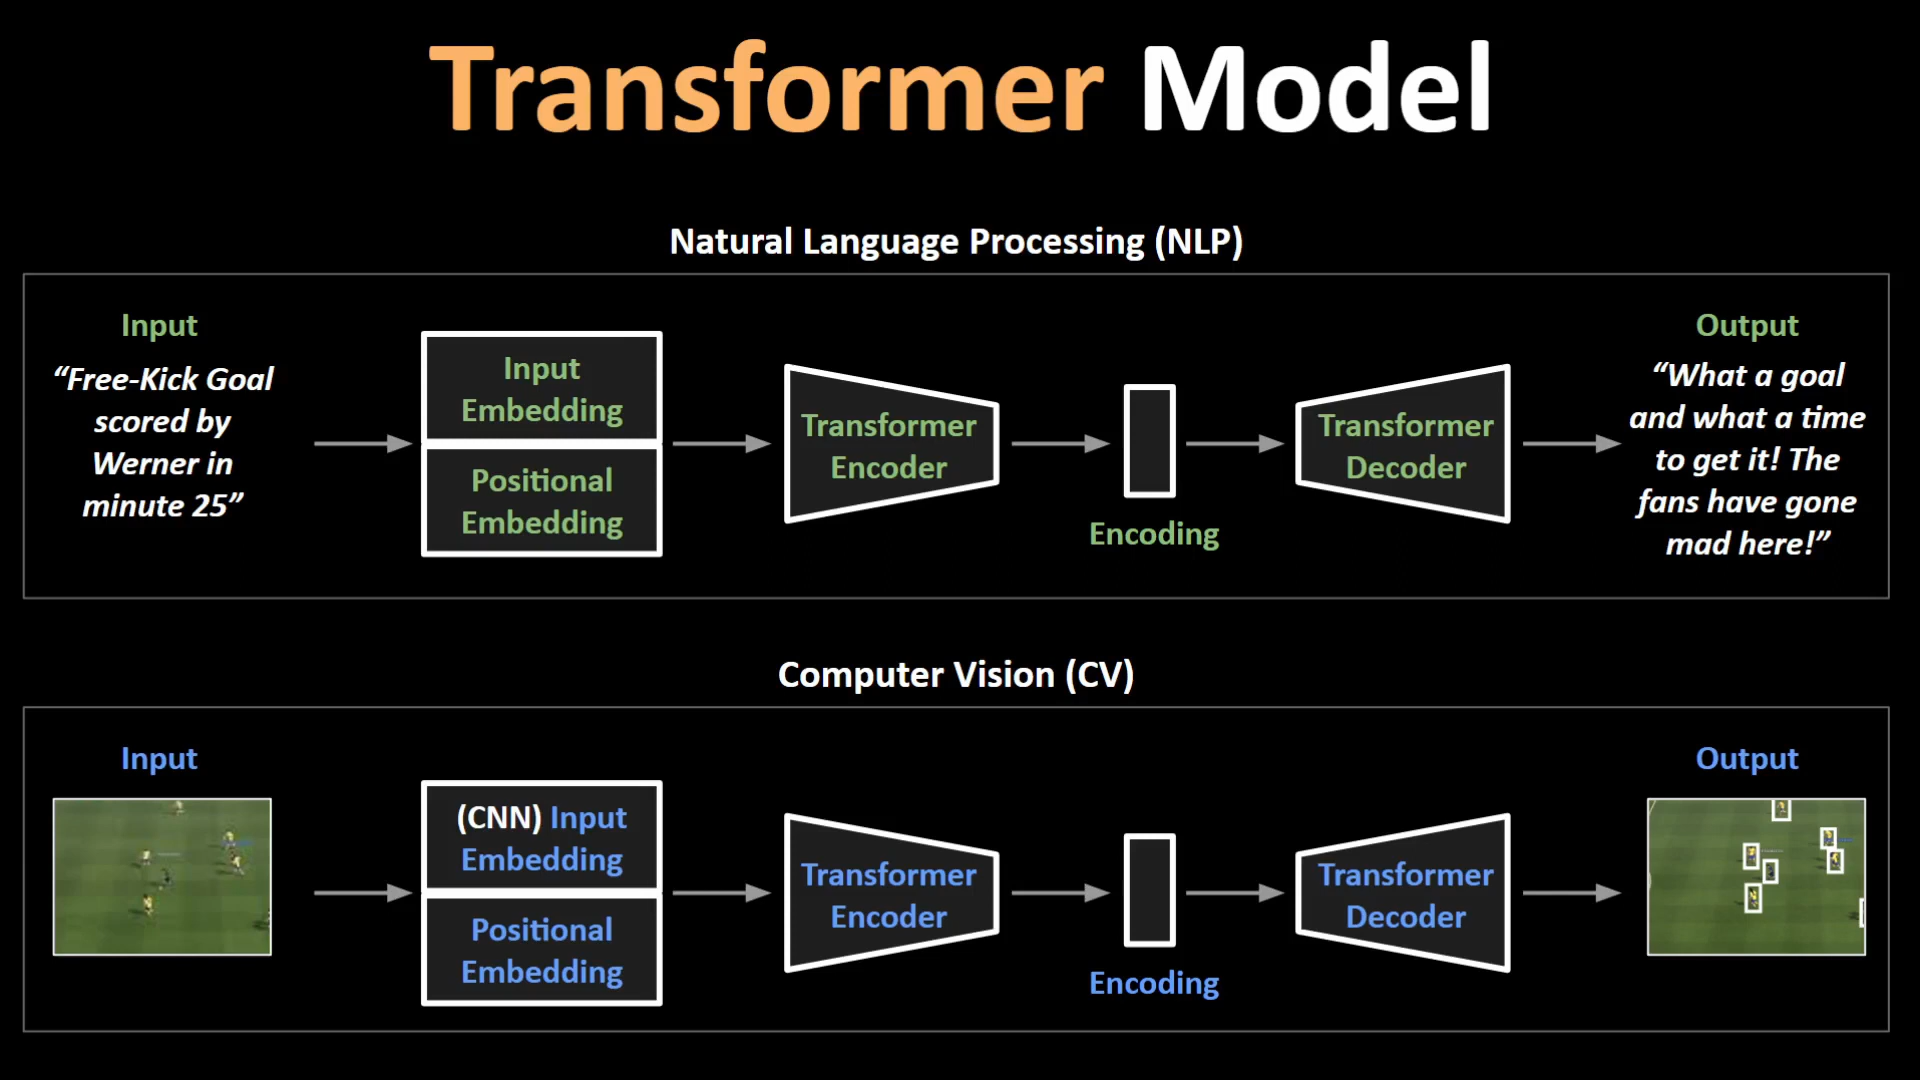 Transformer Model
Natural Language Processing (NLP)
Input
“Free-Kick Goal
scored by
Werner in
minute 25”
Input
Embedding
Positional
Embedding
Transformer
Encoder
Encoding
Transformer
Decoder
Output
“What a goal
and what a time
to get it! The
fans have gone
mad here!”
Computer Vision (CV)
Input
(CNN) Input
Embedding
Positional
Embedding
Transformer
Encoder
Encoding
Transformer
Decoder
Output